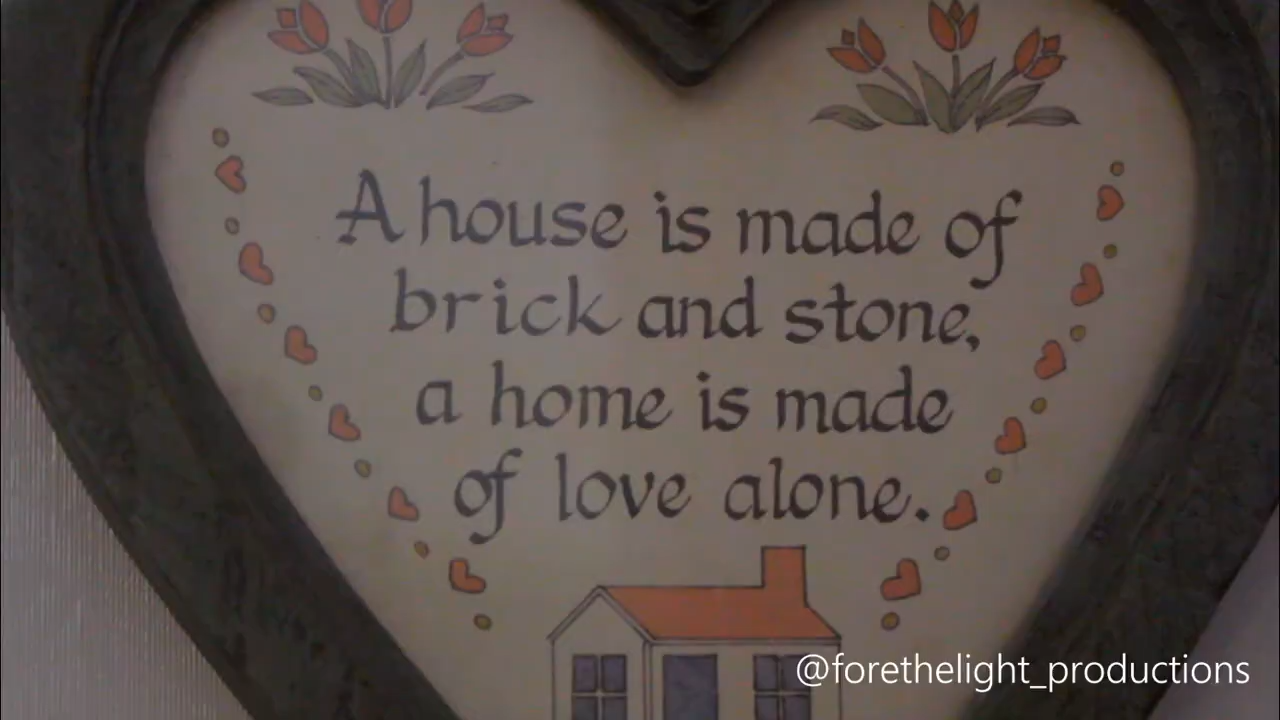 A house is made of
brick and stone,
a home is made
of love alone.
@forethelight_productions